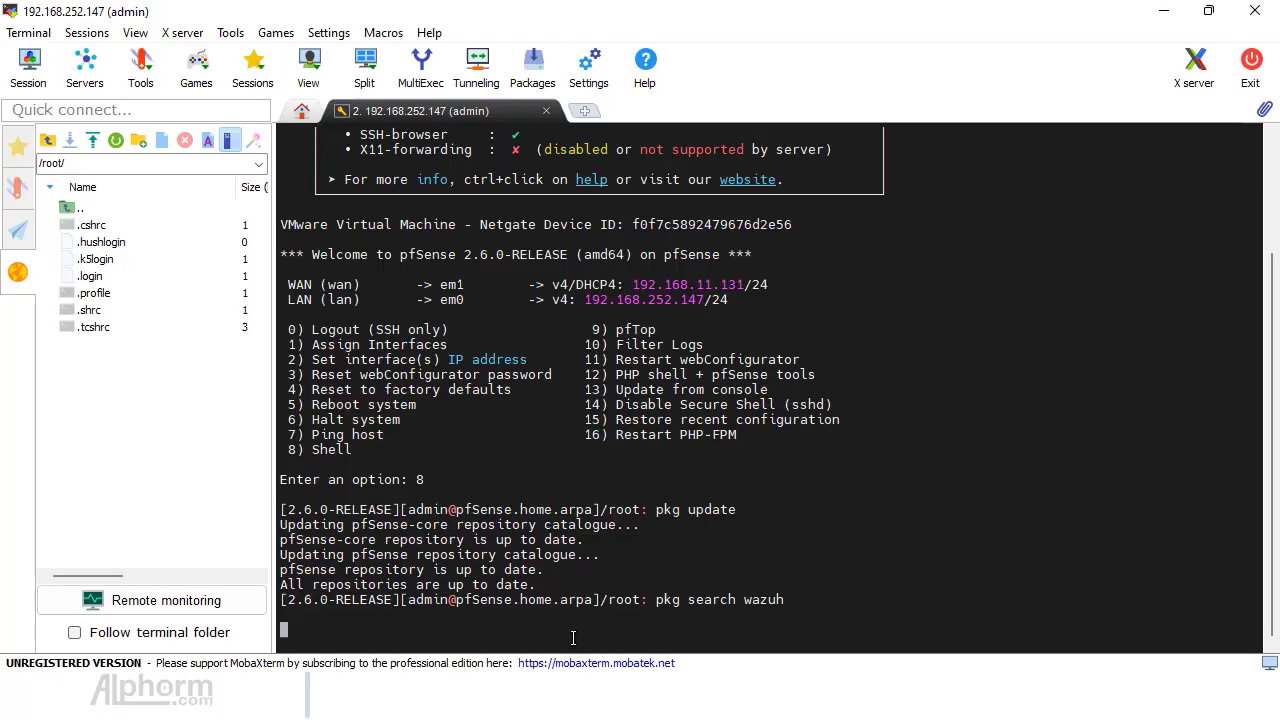 192.168.252.147 (admin)
Terminal Sessions View X server Tools Games Settings Macros Help
Session Servers Tools Games Sessions View Split MultiExec Tunneling Packages Settings Help X server Exit
Quick connect...
2. 192.168.252.147 (admin)
/root/
Name Size (
..
.cshrc 1
.hushlogin 0
.k5login 1
.login 1
.profile 1
.shrc 1
.tcshrc 3
Remote monitoring
Follow terminal folder
• SSH-browser : ✔
• X11-forwarding : ✘ (disabled or not supported by server)
➤ For more info, ctrl+click on help or visit our website.
VMware Virtual Machine - Netgate Device ID: f0f7c5892479676d2e56
*** Welcome to pfSense 2.6.0-RELEASE (amd64) on pfSense ***
WAN (wan) -> em1 -> v4/DHCP4: 192.168.11.131/24
LAN (lan) -> em0 -> v4: 192.168.252.147/24
0) Logout (SSH only) 9) pfTop
1) Assign Interfaces 10) Filter Logs
2) Set interface(s) IP address 11) Restart webConfigurator
3) Reset webConfigurator password 12) PHP shell + pfSense tools
4) Reset to factory defaults 13) Update from console
5) Reboot system 14) Disable Secure Shell (sshd)
6) Halt system 15) Restore recent configuration
7) Ping host 16) Restart PHP-FPM
8) Shell
Enter an option: 8
[2.6.0-RELEASE][admin@pfSense.home.arpa]/root: pkg update
Updating pfSense-core repository catalogue...
pfSense-core repository is up to date.
Updating pfSense repository catalogue...
pfSense repository is up to date.
All repositories are up to date.
[2.6.0-RELEASE][admin@pfSense.home.arpa]/root: pkg search wazuh
UNREGISTERED VERSION - Please support MobaXterm by subscribing to the professional edition here: https://mobaxterm.mobatek.net
Alphorm
.com